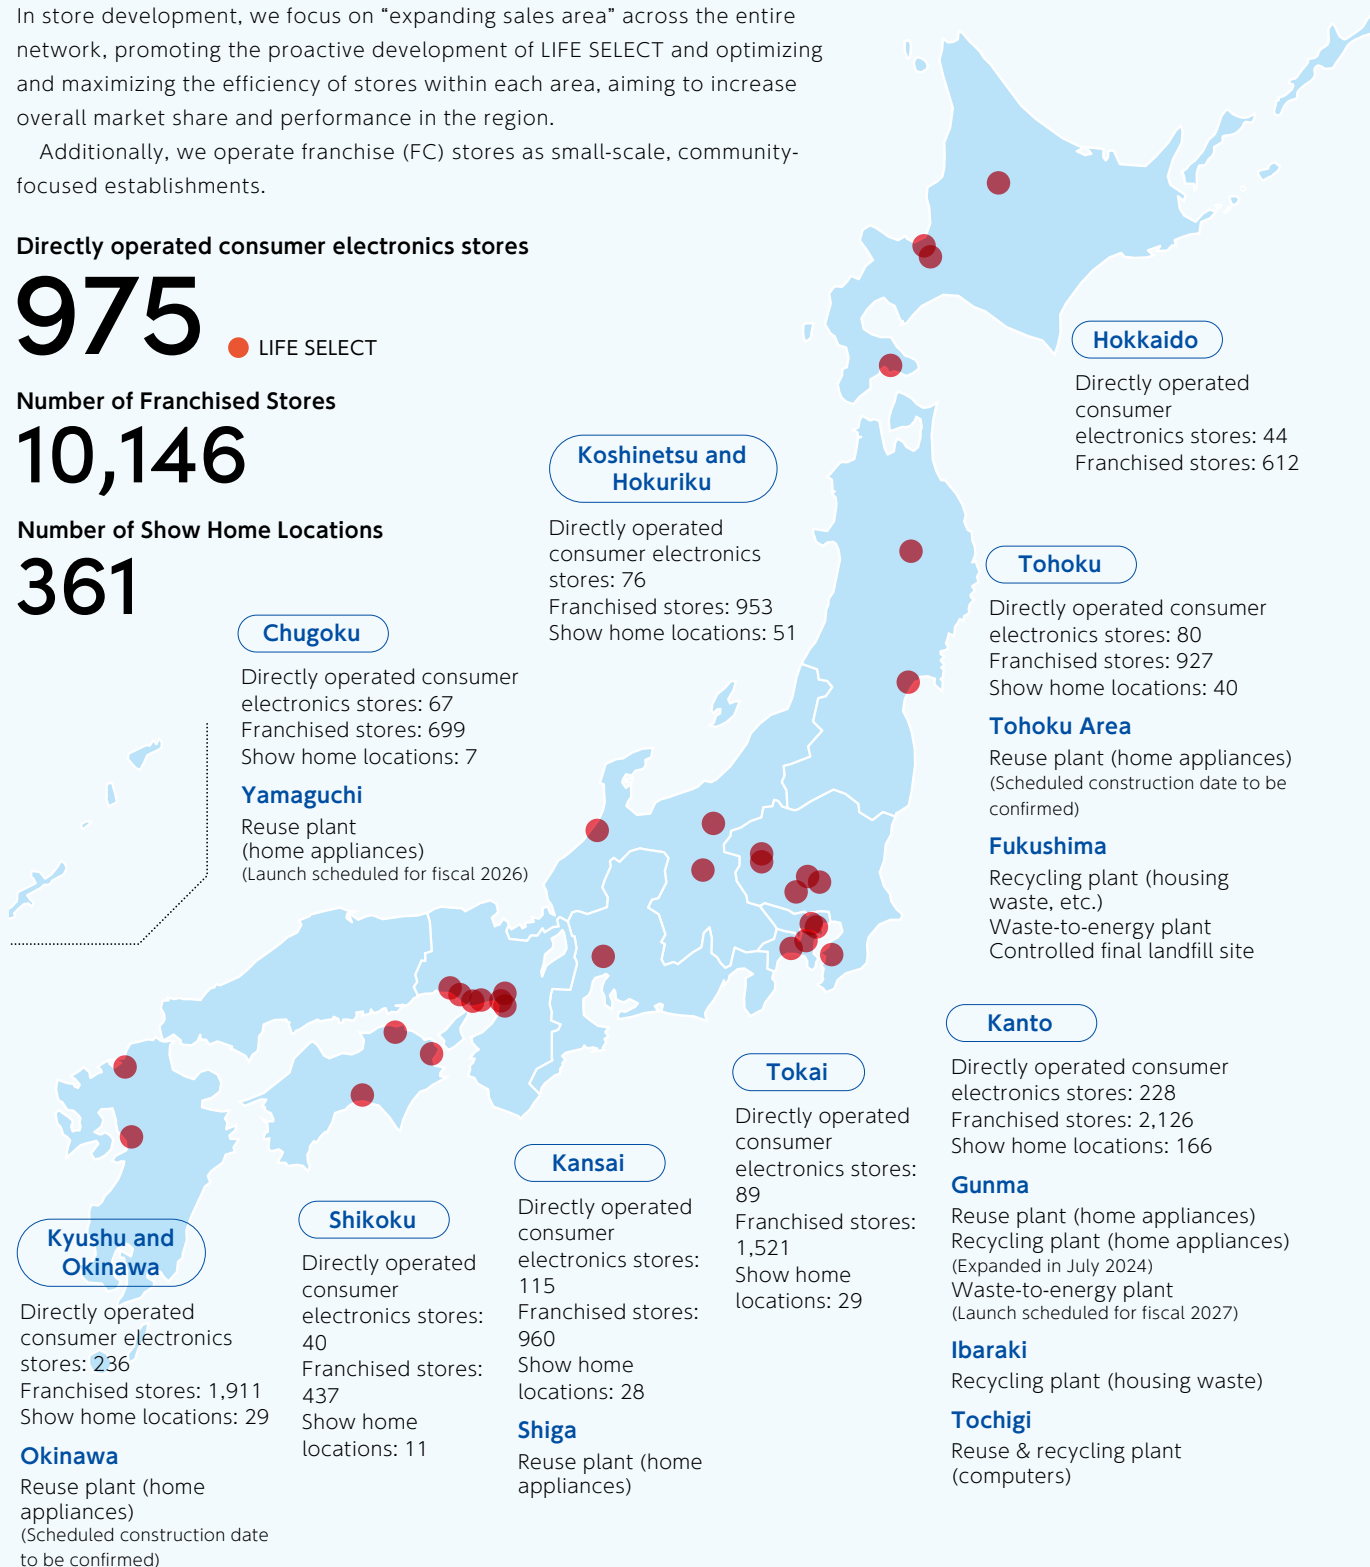 In store development, we focus on “expanding sales area” across the entire
network, promoting the proactive development of LIFE SELECT and optimizing
and maximizing the efficiency of stores within each area, aiming to increase
overall market share and performance in the region.
Additionally, we operate franchise (FC) stores as small-scale, community-
focused establishments.
Directly operated consumer electronics stores
975
LIFE SELECT
Number of Franchised Stores
10,146
Number of Show Home Locations
361
Hokkaido
Directly operated
consumer
electronics stores: 44
Franchised stores: 612
Koshinetsu and
Hokuriku
Directly operated
consumer electronics
stores: 76
Franchised stores: 953
Show home locations: 51
Tohoku
Directly operated consumer
electronics stores: 80
Franchised stores: 927
Show home locations: 40
Tohoku Area
Reuse plant (home appliances)
(Scheduled construction date to be
confirmed)
Fukushima
Recycling plant (housing
waste, etc.)
Waste-to-energy plant
Controlled final landfill site
Chugoku
Directly operated consumer
electronics stores: 67
Franchised stores: 699
Show home locations: 7
Yamaguchi
Reuse plant
(home appliances)
(Launch scheduled for fiscal 2026)
Kanto
Directly operated consumer
electronics stores: 228
Franchised stores: 2,126
Show home locations: 166
Gunma
Reuse plant (home appliances)
Recycling plant (home appliances)
(Expanded in July 2024)
Waste-to-energy plant
(Launch scheduled for fiscal 2027)
Ibaraki
Recycling plant (housing waste)
Tochigi
Reuse & recycling plant
(computers)
Tokai
Directly operated
consumer
electronics stores:
89
Franchised stores:
1,521
Show home
locations: 29
Kansai
Directly operated
consumer
electronics stores:
115
Franchised stores:
960
Show home
locations: 28
Shiga
Reuse plant (home
appliances)
Shikoku
Directly operated
consumer
electronics stores:
40
Franchised stores:
437
Show home
locations: 11
Kyushu and
Okinawa
Directly operated
consumer electronics
stores: 236
Franchised stores: 1,911
Show home locations: 29
Okinawa
Reuse plant (home
appliances)
(Scheduled construction date
to be confirmed)